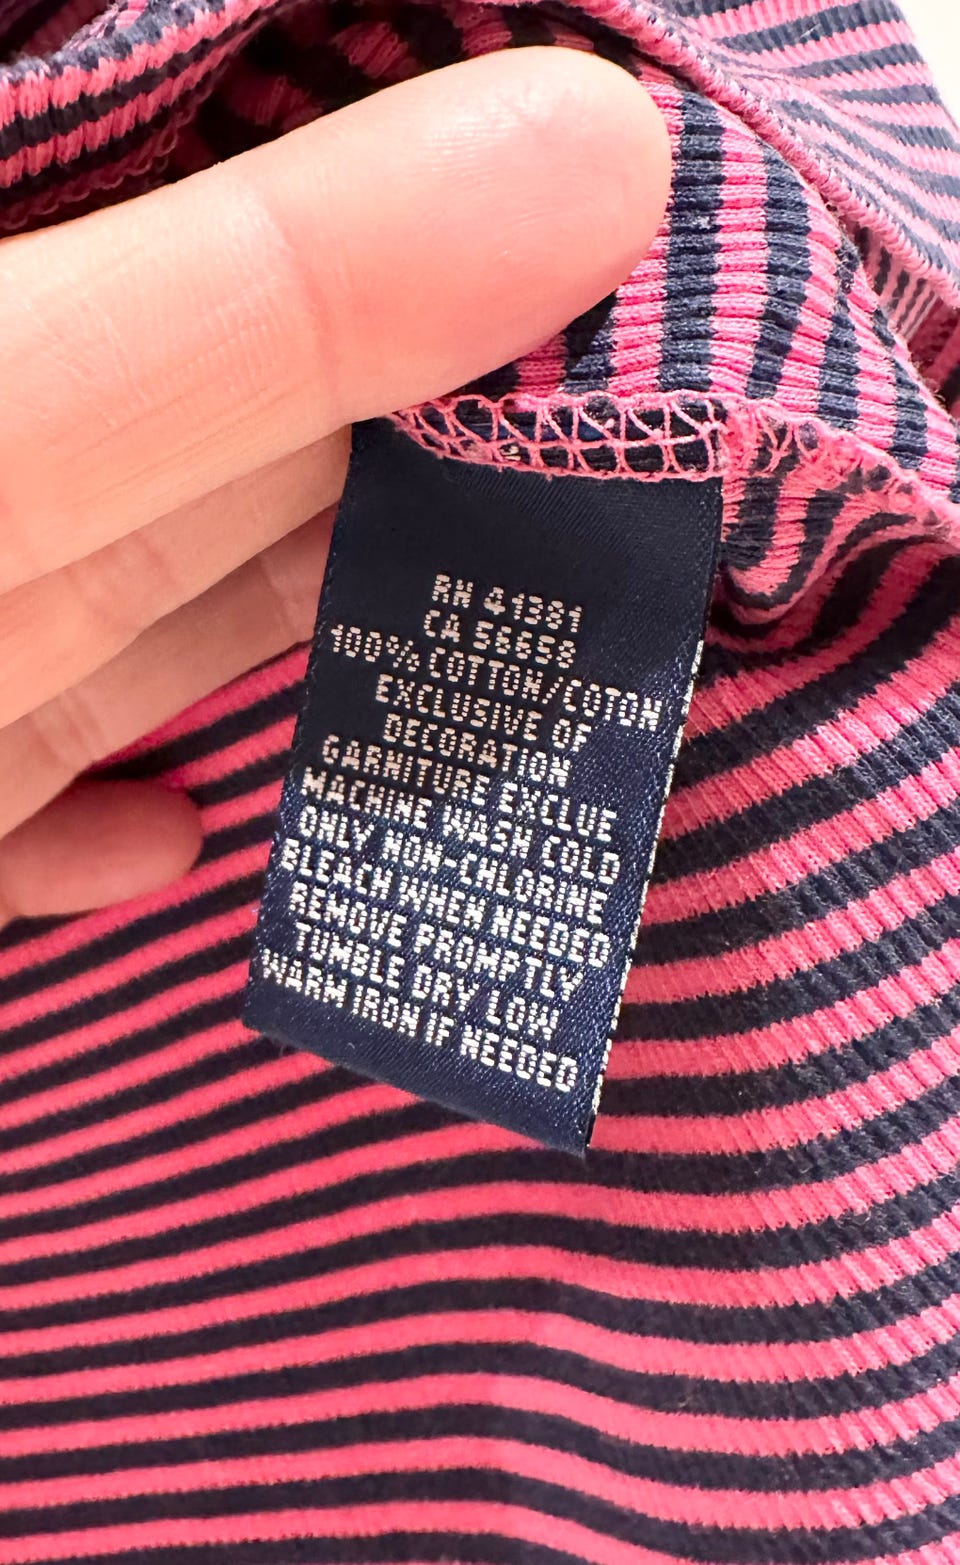 RN 41381
CA 55658
100% COTTON/COTON
EXCLUSIVE OF
DECORATION
GARNITURE EXCLUE
MACHINE WASH COLD
ONLY NON-CHLORINE
BLEACH WHEN NEEDED
REMOVE PROMPTLY
TUMBLE DRY LOW
WARM IRON IF NEEDED